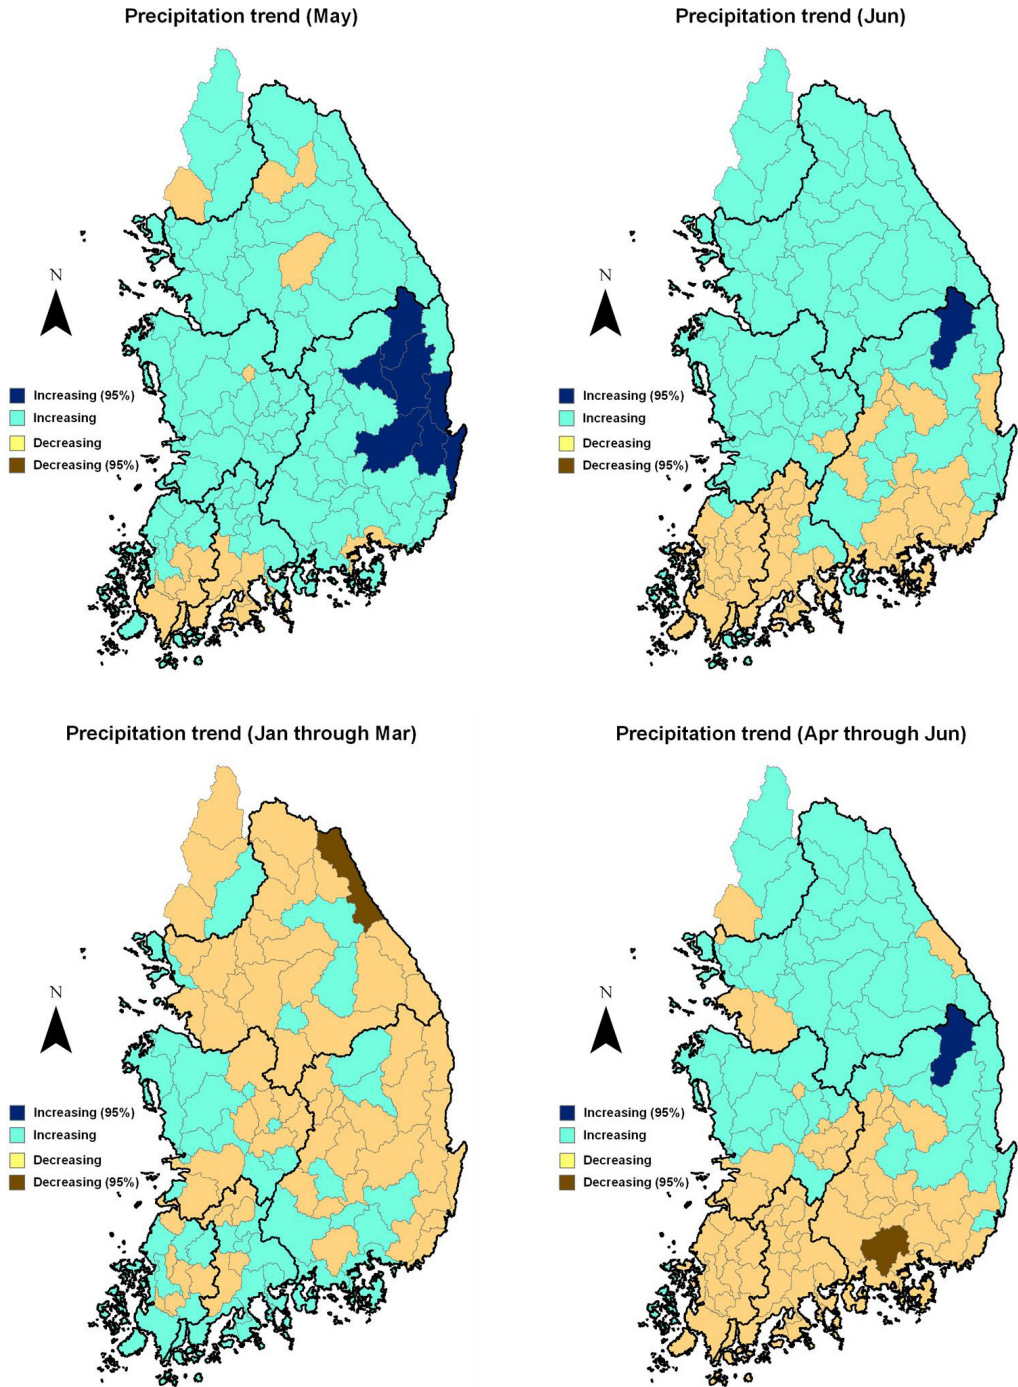 Precipitation trend (May)
Precipitation trend (Jun)
N
Increasing (95%)
Increasing
Decreasing
Decreasing (95%)
N
Increasing (95%)
Increasing
Decreasing
Decreasing (95%)
Precipitation trend (Jan through Mar)
Precipitation trend (Apr through Jun)
N
Increasing (95%)
Increasing
Decreasing
Decreasing (95%)
N
Increasing (95%)
Increasing
Decreasing
Decreasing (95%)